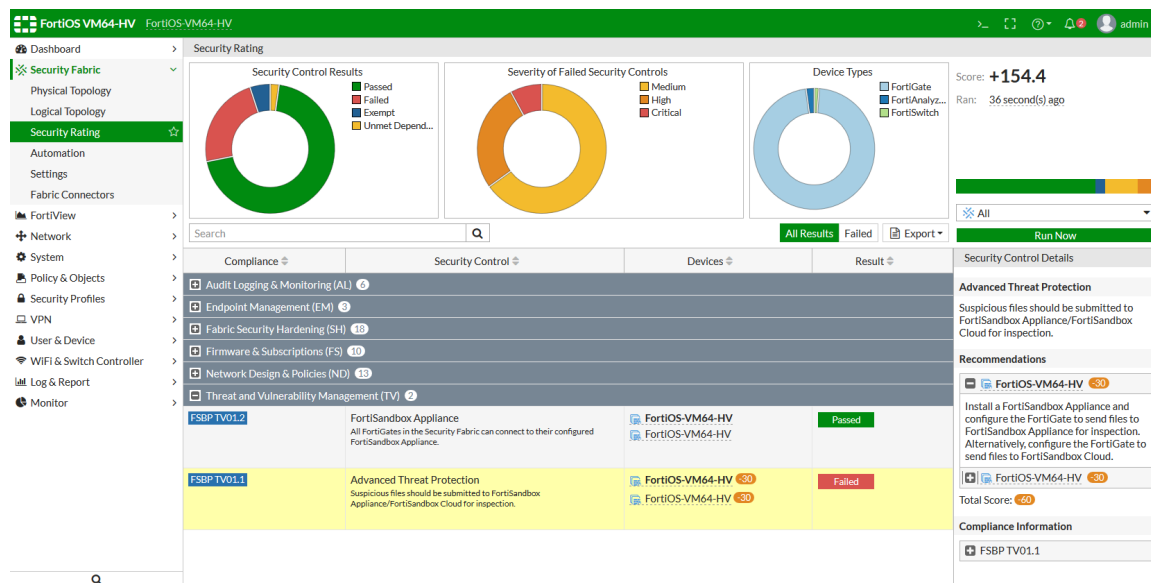 FortiOS VM64-HV FortiOS-VM64-HV
>_ 2 admin
Dashboard
Security Fabric
Physical Topology
Logical Topology
Security Rating
Automation
Settings
Fabric Connectors
FortiView
Network
System
Policy & Objects
Security Profiles
VPN
User & Device
WiFi & Switch Controller
Log & Report
Monitor
Security Rating
Security Control Results
Passed
Failed
Exempt
Unmet Depend...
Severity of Failed Security Controls
Medium
High
Critical
Device Types
FortiGate
FortiAnalyz...
FortiSwitch
Score: +154.4
Ran: 36 second(s) ago
All
Run Now
Search
All Results Failed Export
Compliance Security Control Devices Result
Audit Logging & Monitoring (AL) 6
Endpoint Management (EM) 3
Fabric Security Hardening (SH) 18
Firmware & Subscriptions (FS) 10
Network Design & Policies (ND) 13
Threat and Vulnerability Management (TV) 2
FSBP TV01.2
FortiSandbox Appliance
All FortiGates in the Security Fabric can connect to their configured
FortiSandbox Appliance.
FortiOS-VM64-HV
FortiOS-VM64-HV
Passed
FSBP TV01.1
Advanced Threat Protection
Suspicious files should be submitted to FortiSandbox
Appliance/FortiSandbox Cloud for inspection.
FortiOS-VM64-HV -30
FortiOS-VM64-HV -30
Failed
Security Control Details
Advanced Threat Protection
Suspicious files should be submitted to
FortiSandbox Appliance/FortiSandbox
Cloud for inspection.
Recommendations
FortiOS-VM64-HV -30
Install a FortiSandbox Appliance and
configure the FortiGate to send files to
FortiSandbox Appliance for inspection.
Alternatively, configure the FortiGate to
send files to FortiSandbox Cloud.
FortiOS-VM64-HV -30
Total Score: -60
Compliance Information
FSBP TV01.1